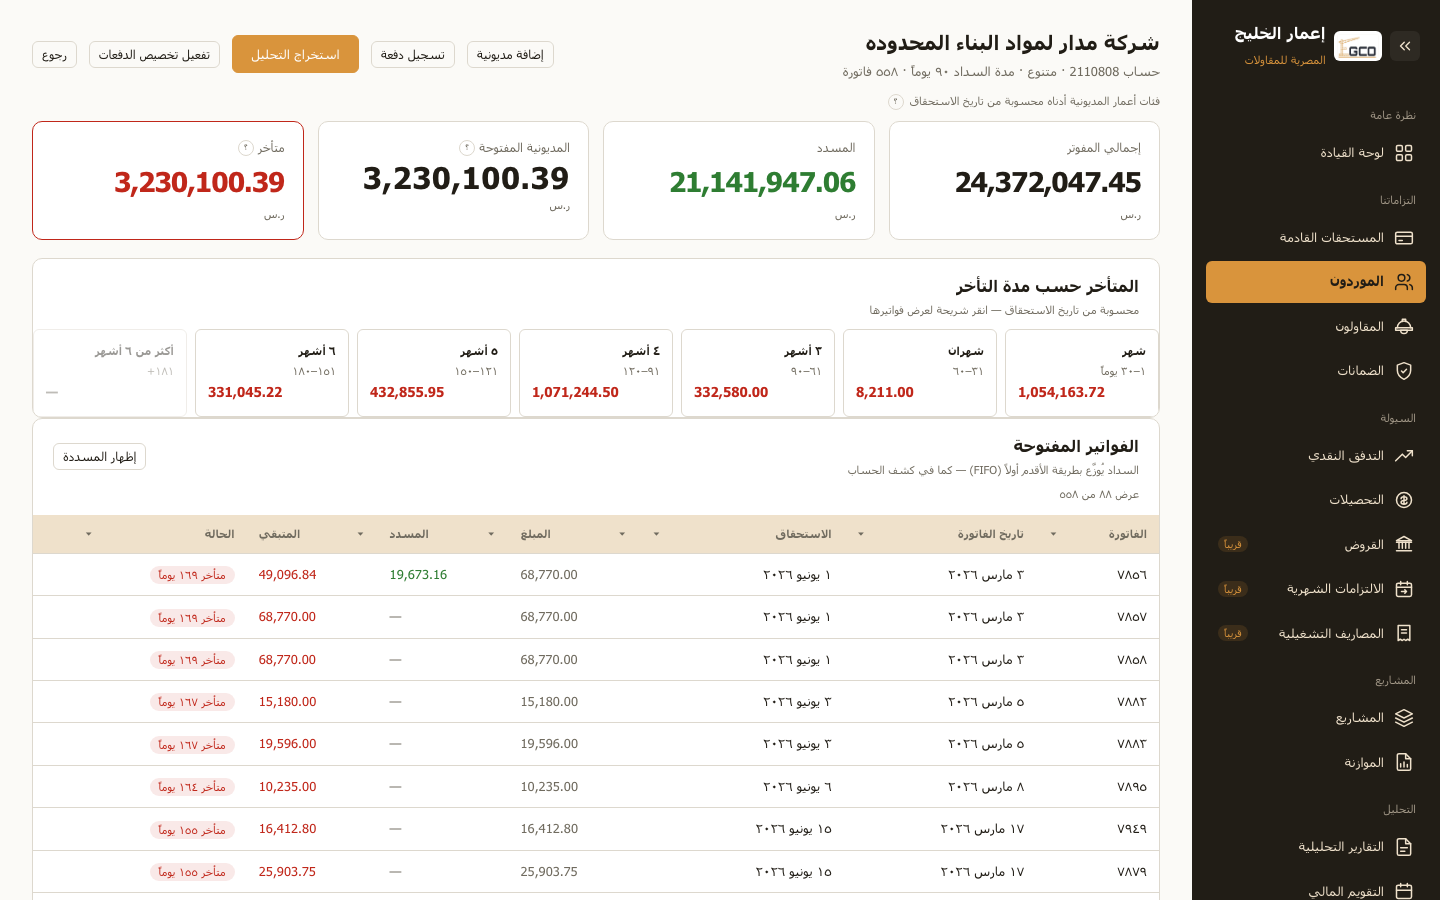 إعمار الخليج
المصرية للمقاولات
GCO
نظرة عامة
لوحة القيادة
التزاماتنا
المستحقات القادمة
الموردون
المقاولون
الضمانات
السيولة
التدفق النقدي
التحصيلات
القروض قريباً
الالتزامات الشهرية قريباً
المصاريف التشغيلية قريباً
المشاريع
المشاريع
الموازنة
التحليل
التقارير التحليلية
التقويم المالي
شركة مدار لمواد البناء المحدوده
حساب 2110808 · متنوع · مدة السداد ٩٠ يوماً · ٥٥٨ فاتورة
إضافة مديونية تسجيل دفعة استخراج التحليل تفعيل تخصيص الدفعات رجوع
فئات أعمار المديونية أدناه محسوبة من تاريخ الاستحقاق ؟
إجمالي المفوتر
24,372,047.45
ر.س
المسدد
21,141,947.06
ر.س
المديونية المفتوحة ؟
3,230,100.39
ر.س
متأخر ؟
3,230,100.39
ر.س
المتأخر حسب مدة التأخر
محسوبة من تاريخ الاستحقاق — انقر شريحة لعرض فواتيرها
شهر
١–٣٠ يوماً
1,054,163.72
شهران
٣١–٦٠
8,211.00
٣ أشهر
٦١–٩٠
332,580.00
٤ أشهر
٩١–١٢٠
1,071,244.50
٥ أشهر
١٢١–١٥٠
432,855.95
٦ أشهر
١٥١–١٨٠
331,045.22
أكثر من ٦ أشهر
١٨١+
—
الفواتير المفتوحة
إظهار المسددة
السداد يُوزَّع بطريقة الأقدم أولاً (FIFO) — كما في كشف الحساب
عرض ٨٨ من ٥٥٨
الفاتورة تاريخ الفاتورة الاستحقاق المبلغ المسدد المتبقي الحالة
٧٨٥٦ ٣ مارس ٢٠٢٦ ١ يونيو ٢٠٢٦ 68,770.00 19,673.16 49,096.84 متأخر ١٦٩ يوماً
٧٨٥٧ ٣ مارس ٢٠٢٦ ١ يونيو ٢٠٢٦ 68,770.00 — 68,770.00 متأخر ١٦٩ يوماً
٧٨٥٨ ٣ مارس ٢٠٢٦ ١ يونيو ٢٠٢٦ 68,770.00 — 68,770.00 متأخر ١٦٩ يوماً
٧٨٨٢ ٥ مارس ٢٠٢٦ ٣ يونيو ٢٠٢٦ 15,180.00 — 15,180.00 متأخر ١٦٧ يوماً
٧٨٨٣ ٥ مارس ٢٠٢٦ ٣ يونيو ٢٠٢٦ 19,596.00 — 19,596.00 متأخر ١٦٧ يوماً
٧٨٩٥ ٨ مارس ٢٠٢٦ ٦ يونيو ٢٠٢٦ 10,235.00 — 10,235.00 متأخر ١٦٤ يوماً
٧٩٤٩ ١٧ مارس ٢٠٢٦ ١٥ يونيو ٢٠٢٦ 16,412.80 — 16,412.80 متأخر ١٥٥ يوماً
٧٨٧٩ ١٧ مارس ٢٠٢٦ ١٥ يونيو ٢٠٢٦ 25,903.75 — 25,903.75 متأخر ١٥٥ يوماً